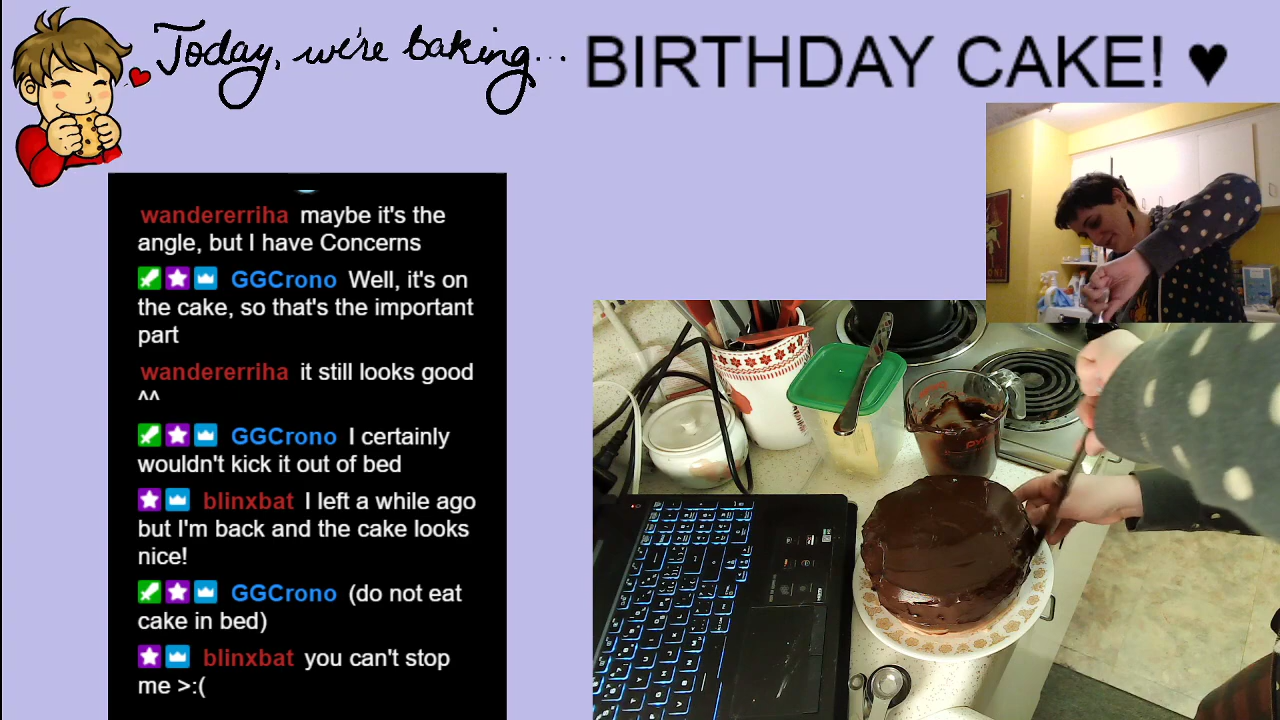 Today, we're baking... BIRTHDAY CAKE! ♥
wandererriha maybe it's the
angle, but I have Concerns
GGCrono Well, it's on
the cake, so that's the important
part
wandererriha it still looks good
^^
GGCrono I certainly
wouldn't kick it out of bed
blinxbat I left a while ago
but I'm back and the cake looks
nice!
GGCrono (do not eat
cake in bed)
blinxbat you can't stop
me >:(